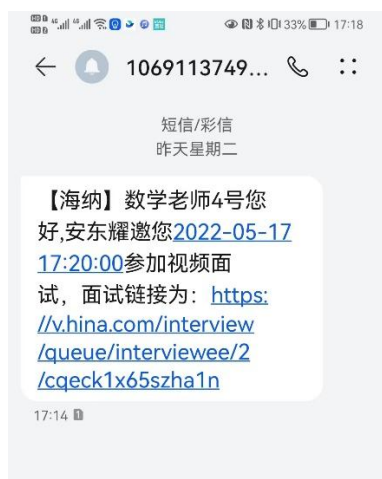 33% 17:18
1069113749...
短信/彩信
昨天星期二
【海纳】数学老师4号您
好,安东耀邀您2022-05-17
17:20:00参加视频面
试，面试链接为：https:
//v.hina.com/interview
/queue/interviewee/2
/cqeck1x65szha1n
17:14 1